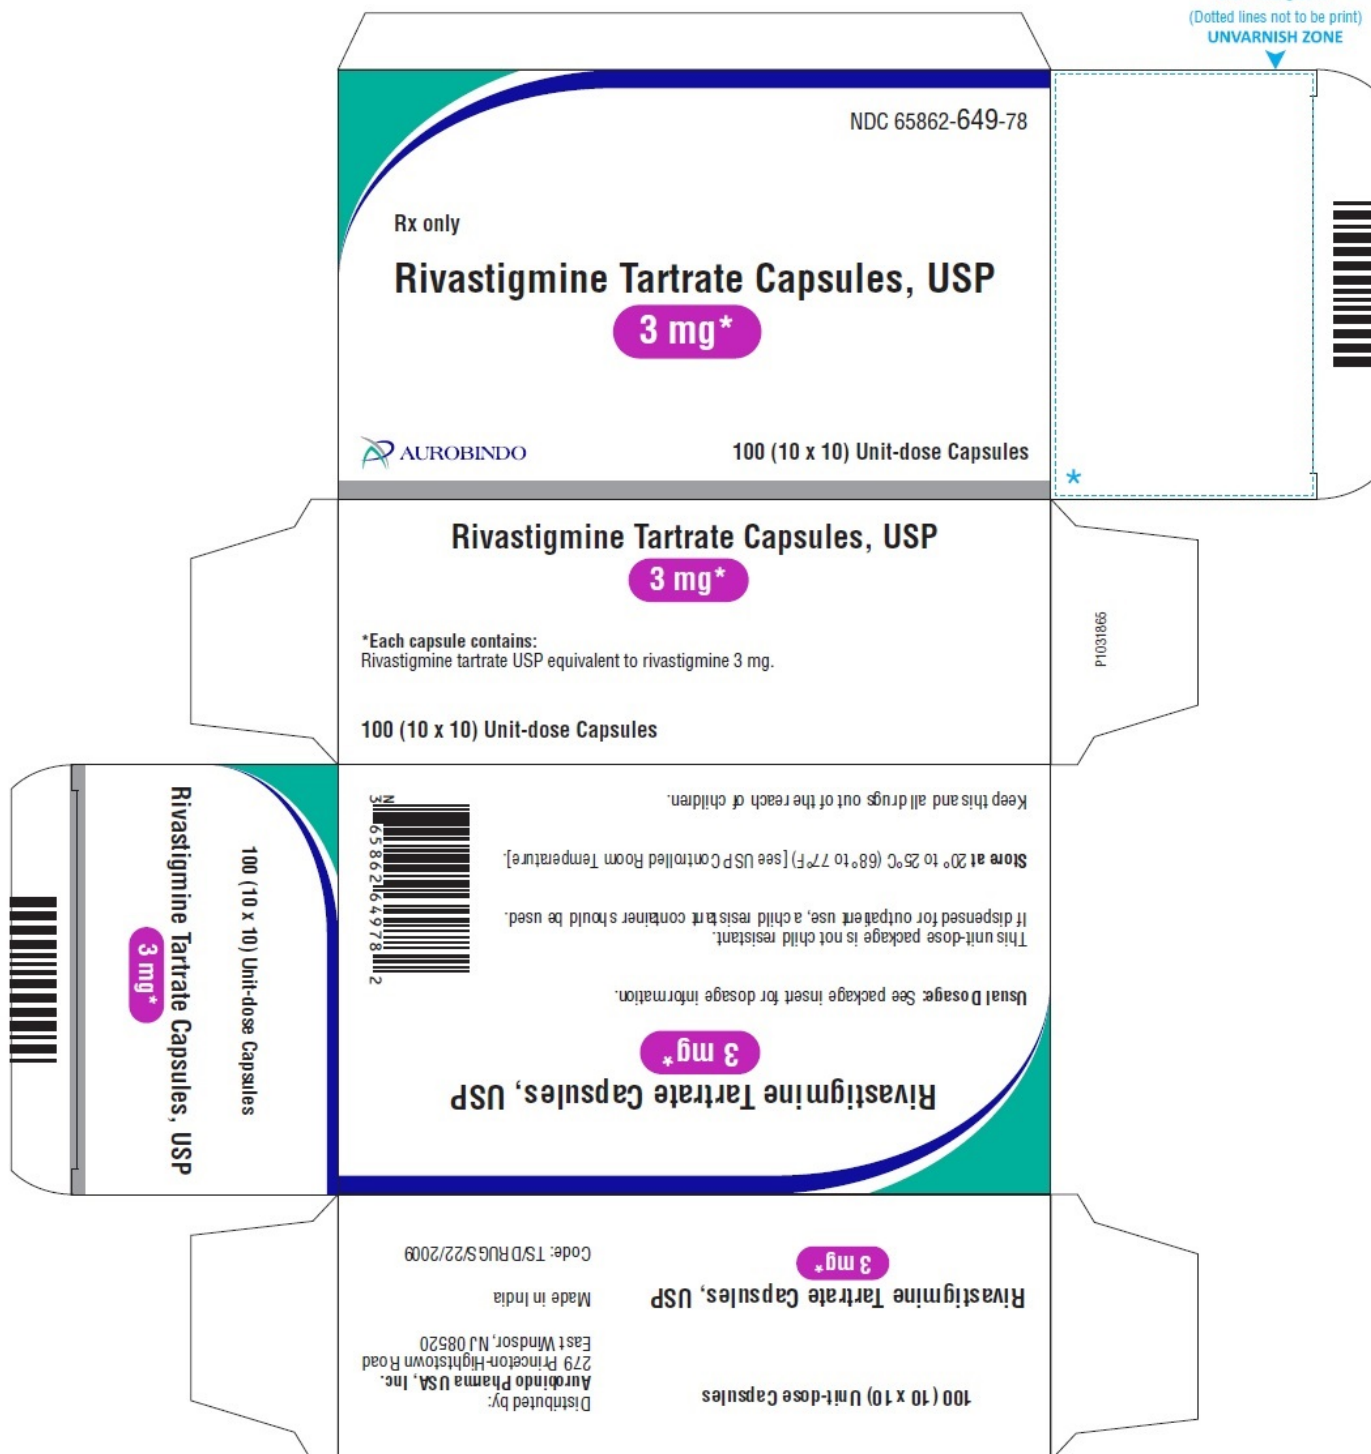 (Dotted lines not to be print)
UNVARNISH ZONE
NDC 65862-649-78
Rx only
Rivastigmine Tartrate Capsules, USP
3 mg*
AUROBINDO
100 (10 x 10) Unit-dose Capsules
*
Rivastigmine Tartrate Capsules, USP
3 mg*
*Each capsule contains:
Rivastigmine tartrate USP equivalent to rivastigmine 3 mg.
100 (10 x 10) Unit-dose Capsules
P1031865
Rivastigmine Tartrate Capsules, USP
3 mg*
100 (10 x 10) Unit-dose Capsules
Rivastigmine Tartrate Capsules, USP
3 mg*
Usual Dosage: See package insert for dosage information.
This unit-dose package is not child resistant.
If dispensed for outpatient use, a child resistant container should be used.
Store at 20° to 25°C (68° to 77°F) [see USP Controlled Room Temperature].
Keep this and all drugs out of the reach of children.
N
3 65862 64978 2
100 (10 x 10) Unit-dose Capsules
Rivastigmine Tartrate Capsules, USP
3 mg*
Distributed by:
Aurobindo Pharma USA, Inc.
279 Princeton-Hightstown Road
East Windsor, NJ 08520
Made in India
Code: TS/DRUGS/22/2009